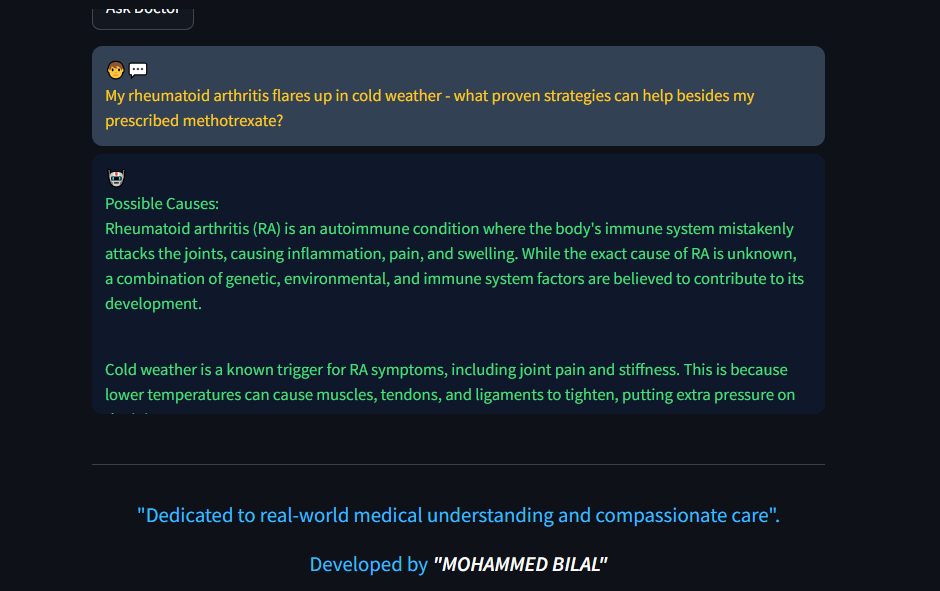 Ask Doctor
My rheumatoid arthritis flares up in cold weather - what proven strategies can help besides my
prescribed methotrexate?
Possible Causes:
Rheumatoid arthritis (RA) is an autoimmune condition where the body's immune system mistakenly
attacks the joints, causing inflammation, pain, and swelling. While the exact cause of RA is unknown,
a combination of genetic, environmental, and immune system factors are believed to contribute to its
development.
Cold weather is a known trigger for RA symptoms, including joint pain and stiffness. This is because
lower temperatures can cause muscles, tendons, and ligaments to tighten, putting extra pressure on
"Dedicated to real-world medical understanding and compassionate care".
Developed by "MOHAMMED BILAL"